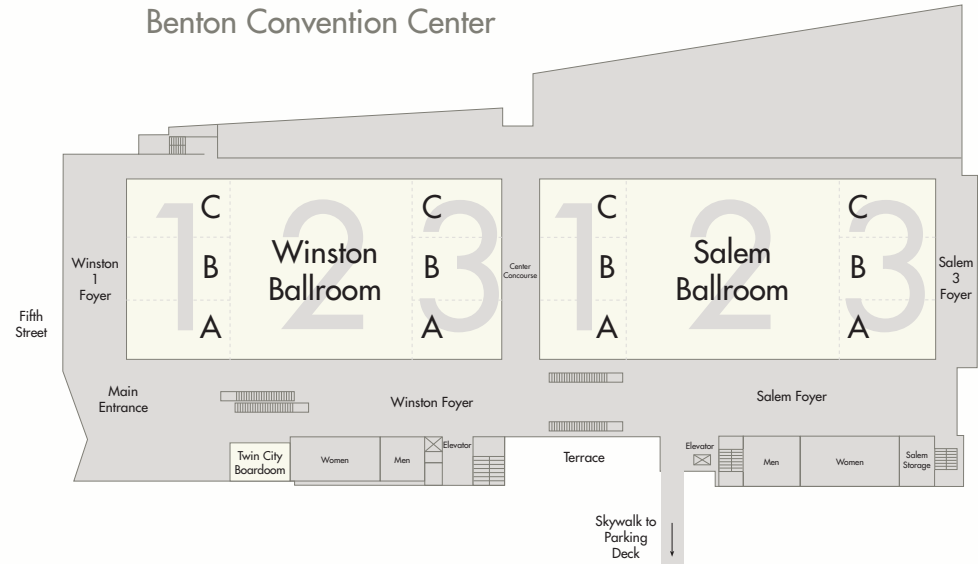 Benton Convention Center
Winston
1
Foyer
Fifth
Street
Main
Entrance
1
C
B
A
2
Winston
Ballroom
3
C
B
A
Center
Concourse
1
C
B
A
2
Salem
Ballroom
3
C
B
A
Salem
3
Foyer
Winston Foyer
Salem Foyer
Twin City
Boardoom
Women
Men
Elevator
Terrace
Elevator
Men
Women
Salem
Storage
Skywalk to
Parking
Deck